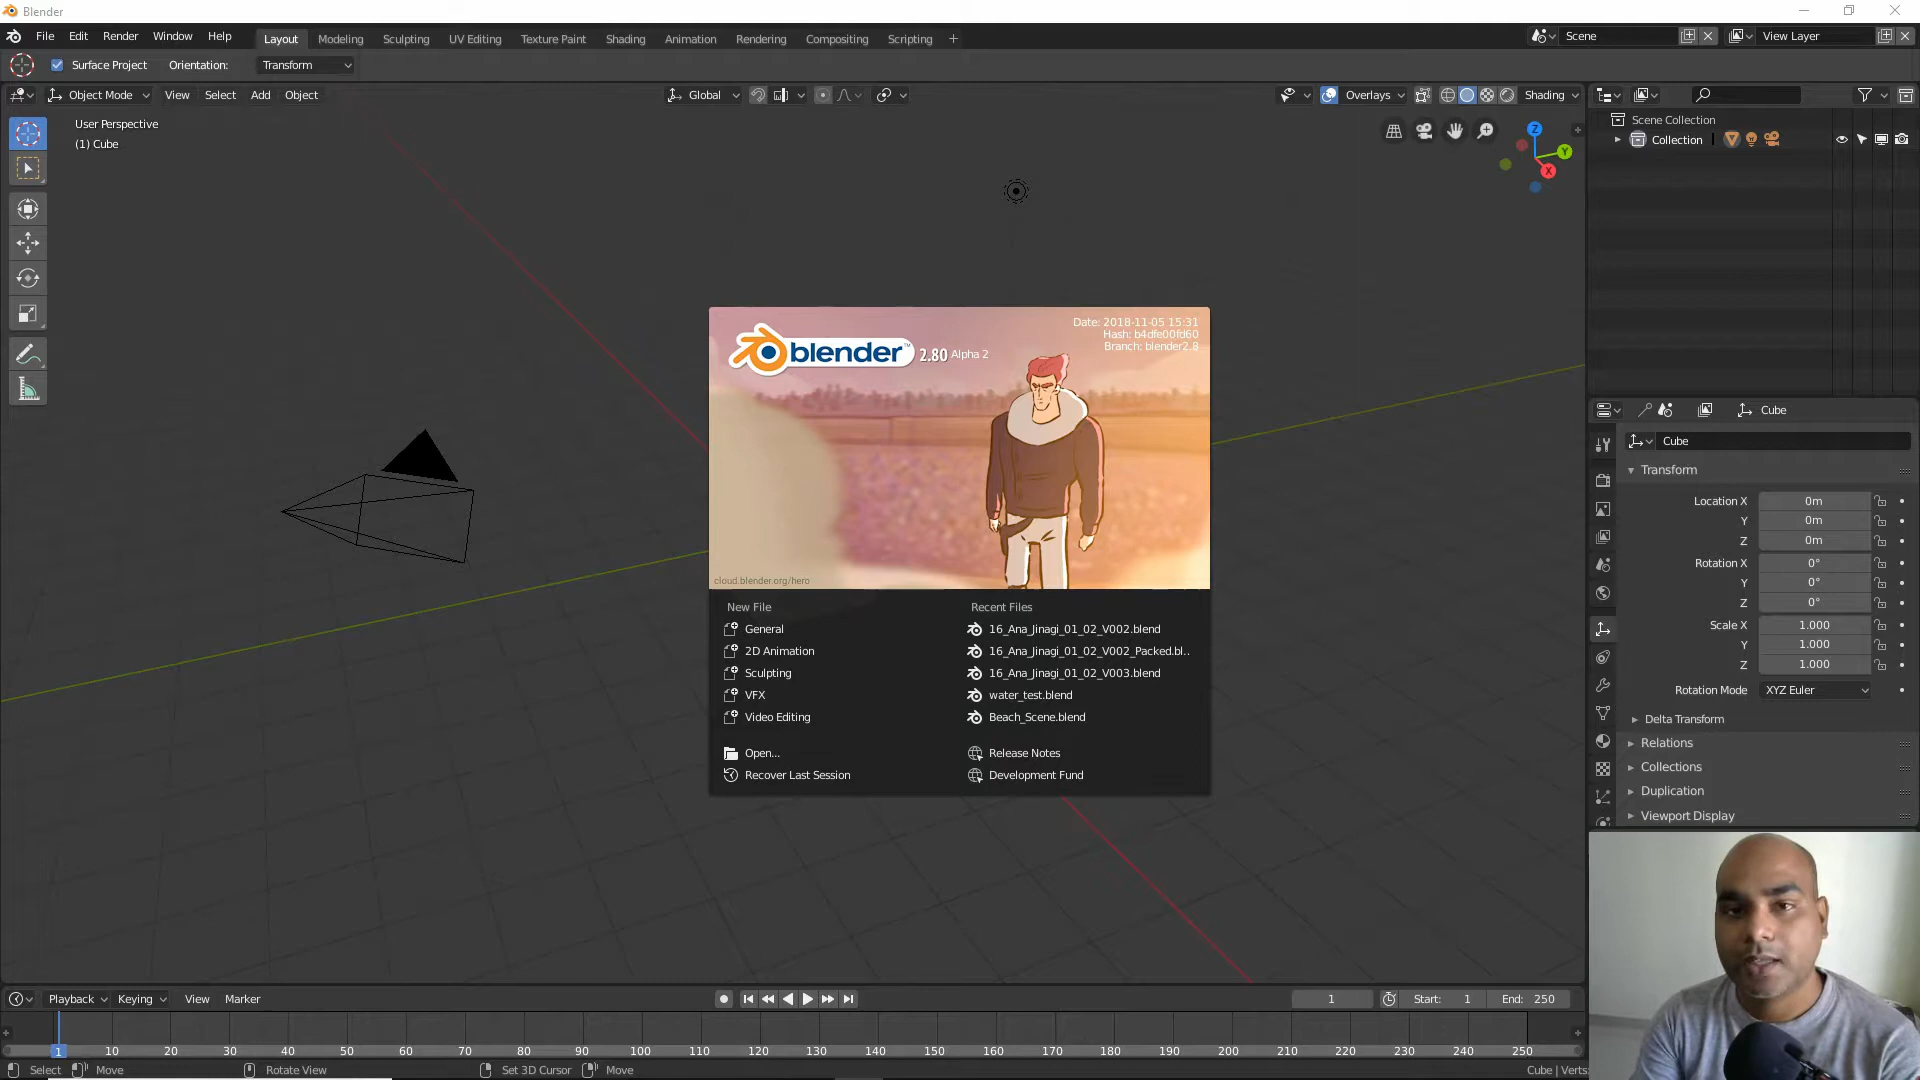 Blender
File Edit Render Window Help Layout Modeling Sculpting UV Editing Texture Paint Shading Animation Rendering Compositing Scripting + Scene View Layer
Surface Project Orientation: Transform
Object Mode View Select Add Object Global Overlays Shading
User Perspective
(1) Cube
Z
Y
X
Scene Collection
Collection
Date: 2018-11-05 15:31
Hash: b4dfe00fd60
Branch: blender2.8
blender™ 2.80 Alpha 2
cloud.blender.org/hero
New File
General
2D Animation
Sculpting
VFX
Video Editing
Open...
Recover Last Session
Recent Files
16_Ana_Jinagi_01_02_V002.blend
16_Ana_Jinagi_01_02_V002_Packed.bl..
16_Ana_Jinagi_01_02_V003.blend
water_test.blend
Beach_Scene.blend
Release Notes
Development Fund
Cube
Cube
Transform
Location X 0m
Y 0m
Z 0m
Rotation X 0°
Y 0°
Z 0°
Scale X 1.000
Y 1.000
Z 1.000
Rotation Mode XYZ Euler
Delta Transform
Relations
Collections
Duplication
Viewport Display
Playback Keying View Marker 1 Start: 1 End: 250
1 10 20 30 40 50 60 70 80 90 100 110 120 130 140 150 160 170 180 190 200 210 220 230 240 250
Select Move Rotate View Set 3D Cursor Move Cube | Verts: